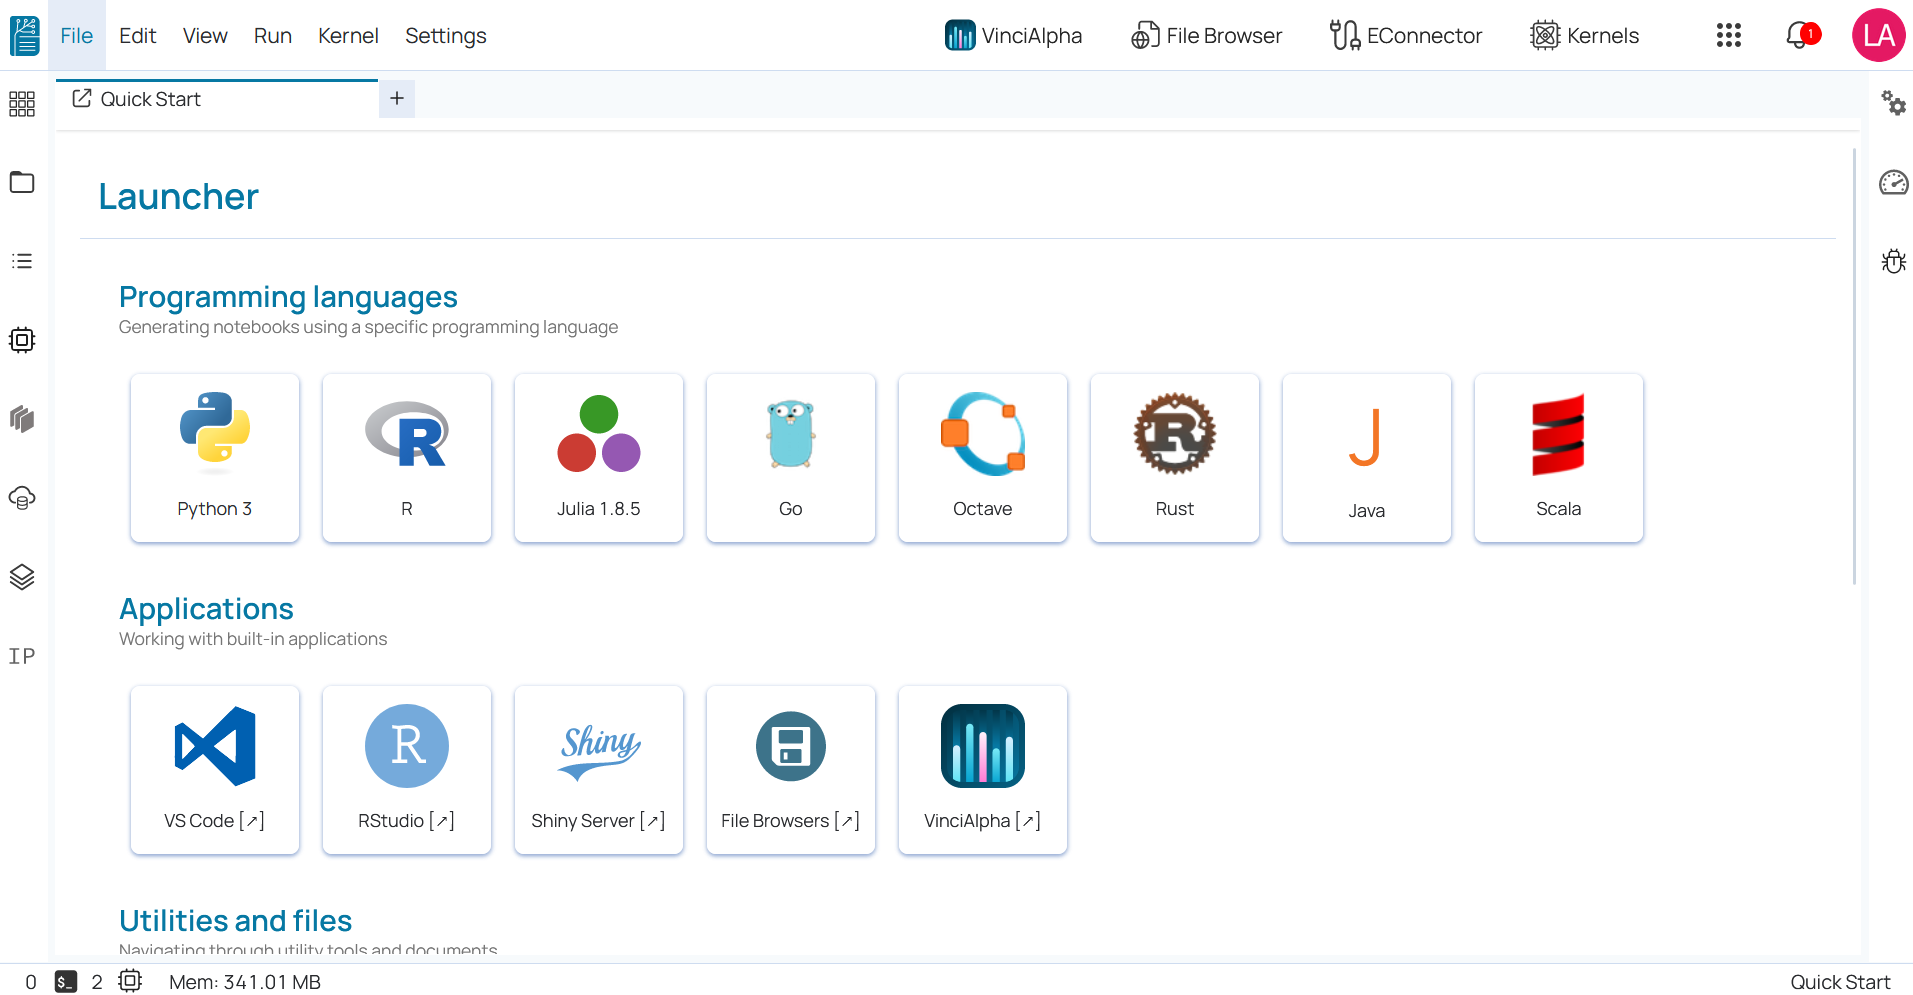 File Edit View Run Kernel Settings VinciAlpha File Browser EConnector Kernels 1 LA
Quick Start +
Launcher
Programming languages
Generating notebooks using a specific programming language
Python 3 R Julia 1.8.5 Go Octave Rust Java Scala
Applications
Working with built-in applications
R Shiny
VS Code [↗] RStudio [↗] Shiny Server [↗] File Browsers [↗] VinciAlpha [↗]
IP
Utilities and files
Navigating through utility tools and documents
0 $_ 2 Mem: 341.01 MB Quick Start